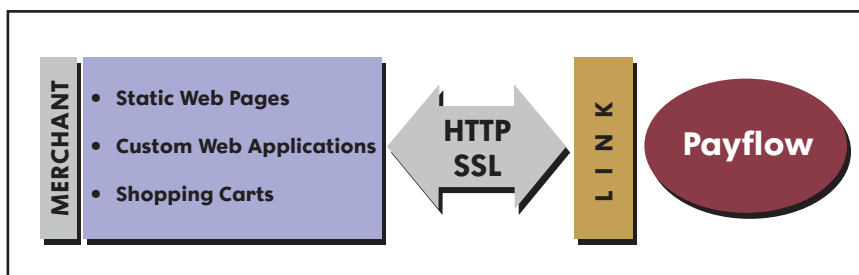 MERCHANT
• Static Web Pages
• Custom Web Applications
• Shopping Carts
HTTP
SSL
LINK
Payflow